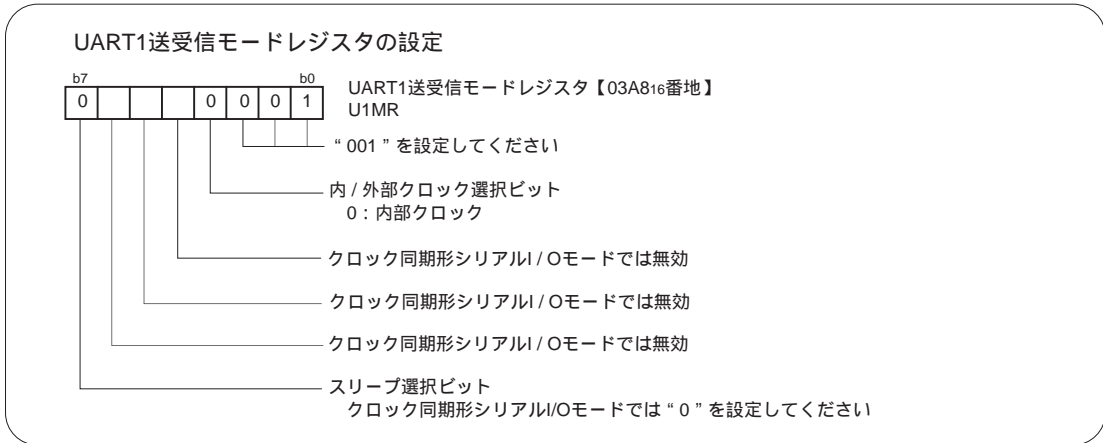 UART1送受信モードレジスタの設定
b7 b0
0 0 0 0 1
UART1送受信モードレジスタ【03A816番地】
U1MR
“001”を設定してください
内/外部クロック選択ビット
0:内部クロック
クロック同期形シリアルI/Oモードでは無効
クロック同期形シリアルI/Oモードでは無効
クロック同期形シリアルI/Oモードでは無効
スリープ選択ビット
クロック同期形シリアルI/Oモードでは“0”を設定してください